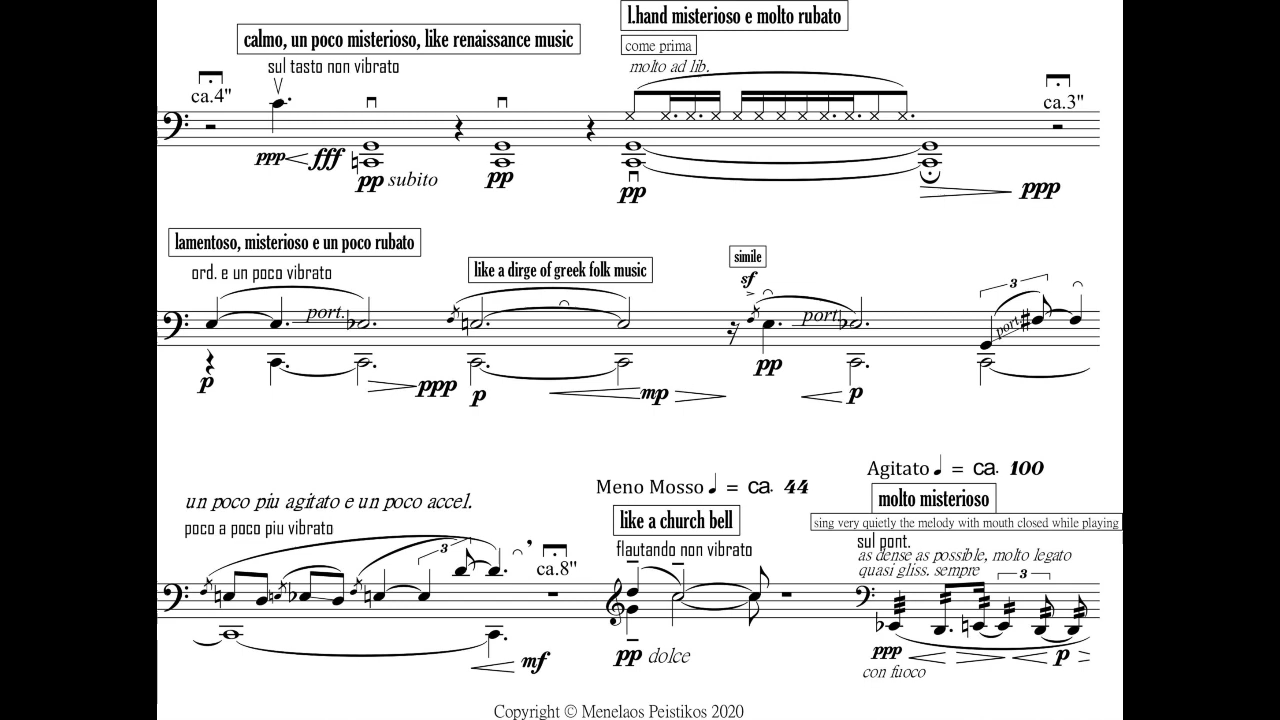 l.hand misterioso e molto rubato
calmo, un poco misterioso, like renaissance music
come prima
sul tasto non vibrato
molto ad lib.
ca.4"
ca.3"
ppp fff
pp subito
pp
pp
ppp
lamentoso, misterioso e un poco rubato
like a dirge of greek folk music
simile
ord. e un poco vibrato
sf
3
port.
port.
port.
p
ppp
p
mp
pp
p
Agitato ♩ = ca. 100
Meno Mosso ♩ = ca. 44
un poco piu agitato e un poco accel.
molto misterioso
like a church bell
sing very quietly the melody with mouth closed while playing
poco a poco piu vibrato
sul pont.
flautando non vibrato
as dense as possible, molto legato
quasi gliss. sempre
3
ca.8"
3
mf
pp dolce
ppp
p
con fuoco
Copyright © Menelaos Peistikos 2020